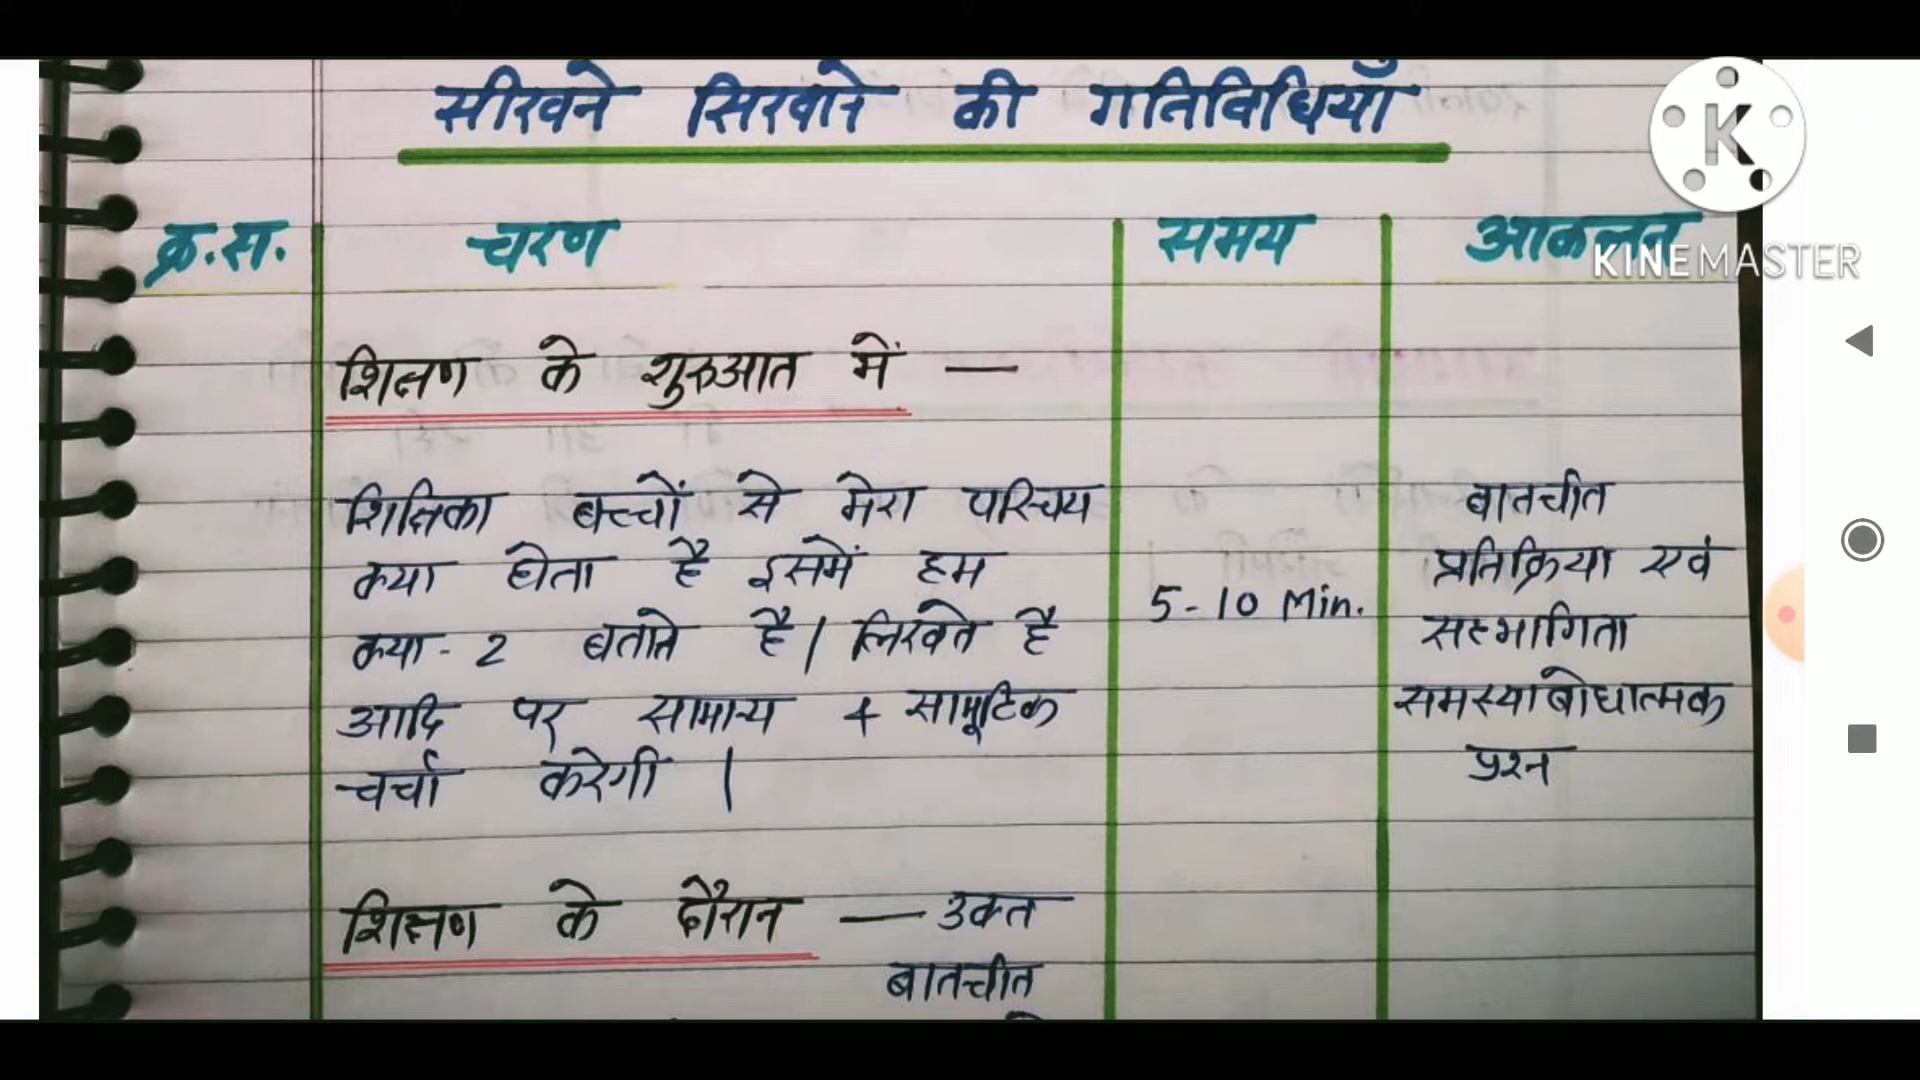 सीखने सिखाने की गतिविधियाँ
K
क्र.स. चरण समय आकलन
KINEMASTER
शिक्षण के शुरुआत में —
शिक्षिका बच्चों से मेरा परिचय
क्या होता है इसमें हम
क्या - 2 बताते है। लिखते है
आदि पर सामान्य + सामूहिक
चर्चा करेगी |
5-10 Min.
बातचीत
प्रतिक्रिया एवं
सहभागिता
समस्याबोधात्मक
प्रश्न
शिक्षण के दौरान — उक्त
बातचीत